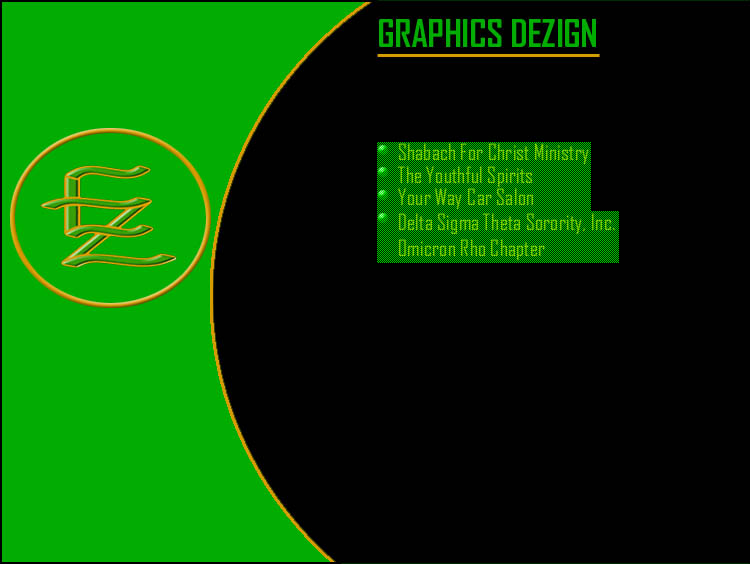 GRAPHICS DEZIGN
Shabach For Christ Ministry
The Youthful Spirits
Your Way Car Salon
Delta Sigma Theta Sorority, Inc.
Omicron Rho Chapter
EZ